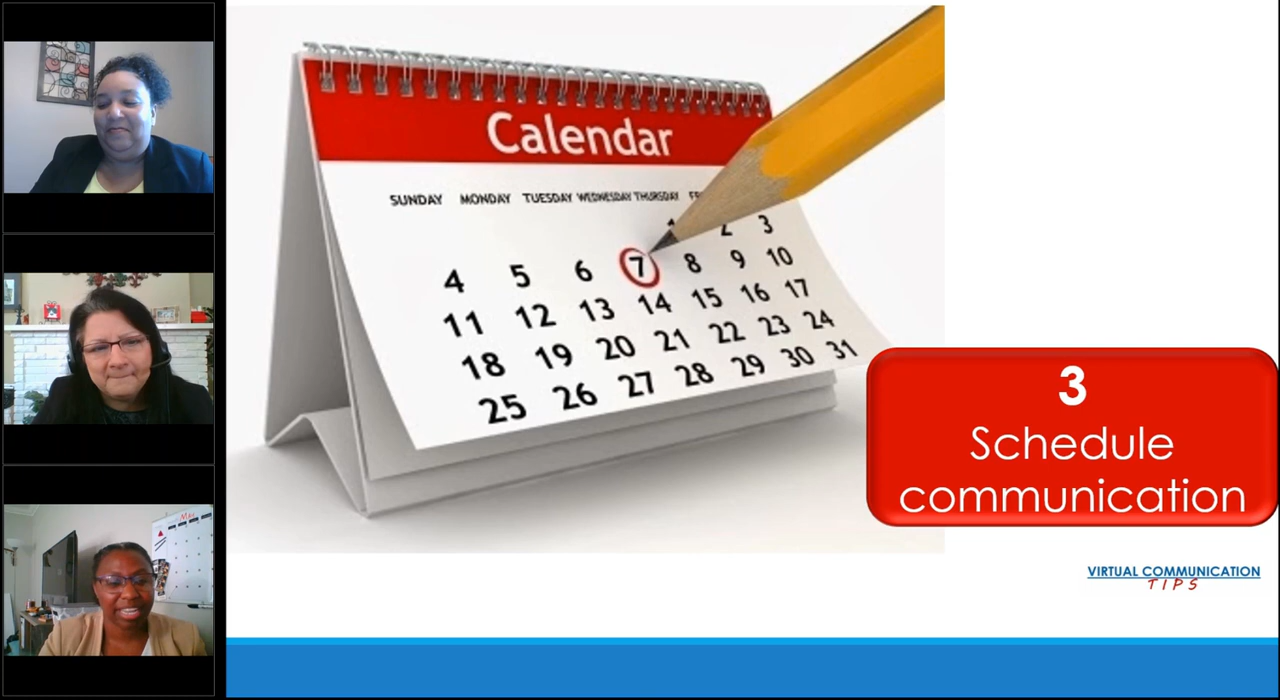 Calendar
SUNDAY MONDAY TUESDAY WEDNESDAY THURSDAY
2 3
4 5 6 7 8 9 10
11 12 13 14 15 16 17
18 19 20 21 22 23 24
25 26 27 28 29 30 31
3
Schedule
communication
VIRTUAL COMMUNICATION
TIPS